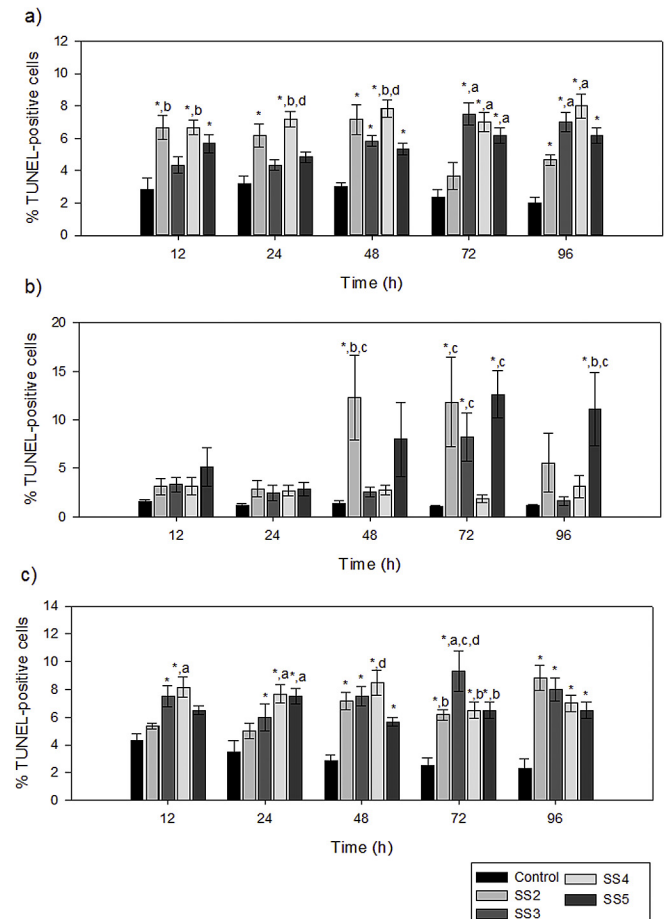 a)
% TUNEL-positive cells
12
10
8
6
4
2
0
*,b *,b *
* *,b,d
* * *,b,d *
*,a *,a *,a
* *,a *,a *
12 24 48 72 96
Time (h)
b)
% TUNEL-positive cells
20
15
10
5
0
*,b,c
*,c *,c *,c
*,b,c
12 24 48 72 96
Time (h)
c)
% TUNEL-positive cells
14
12
10
8
6
4
2
0
* *,a
* *,a *,a
* * *,d *
*,b *,a,c,d *,b *,b
* * * *
12 24 48 72 96
Time (h)
Control SS4
SS2 SS5
SS3